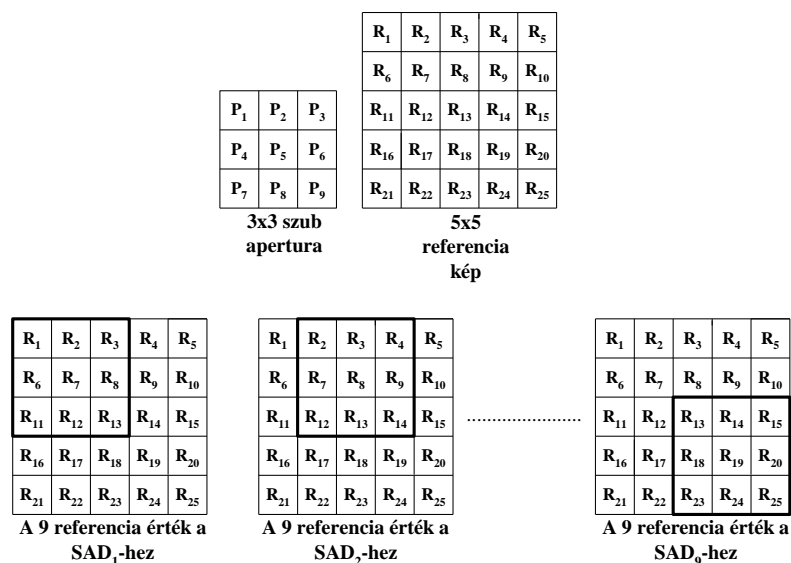 R1 R2 R3 R4 R5
R6 R7 R8 R9 R10
P1 P2 P3 R11 R12 R13 R14 R15
P4 P5 P6 R16 R17 R18 R19 R20
P7 P8 P9 R21 R22 R23 R24 R25
3x3 szub
apertura
5x5
referencia
kép
R1 R2 R3 R4 R5
R6 R7 R8 R9 R10
R11 R12 R13 R14 R15
R16 R17 R18 R19 R20
R21 R22 R23 R24 R25
A 9 referencia érték a
SAD1-hez
R1 R2 R3 R4 R5
R6 R7 R8 R9 R10
R11 R12 R13 R14 R15
R16 R17 R18 R19 R20
R21 R22 R23 R24 R25
A 9 referencia érték a
SAD2-hez
R1 R2 R3 R4 R5
R6 R7 R8 R9 R10
R11 R12 R13 R14 R15
R16 R17 R18 R19 R20
R21 R22 R23 R24 R25
A 9 referencia érték a
SAD9-hez